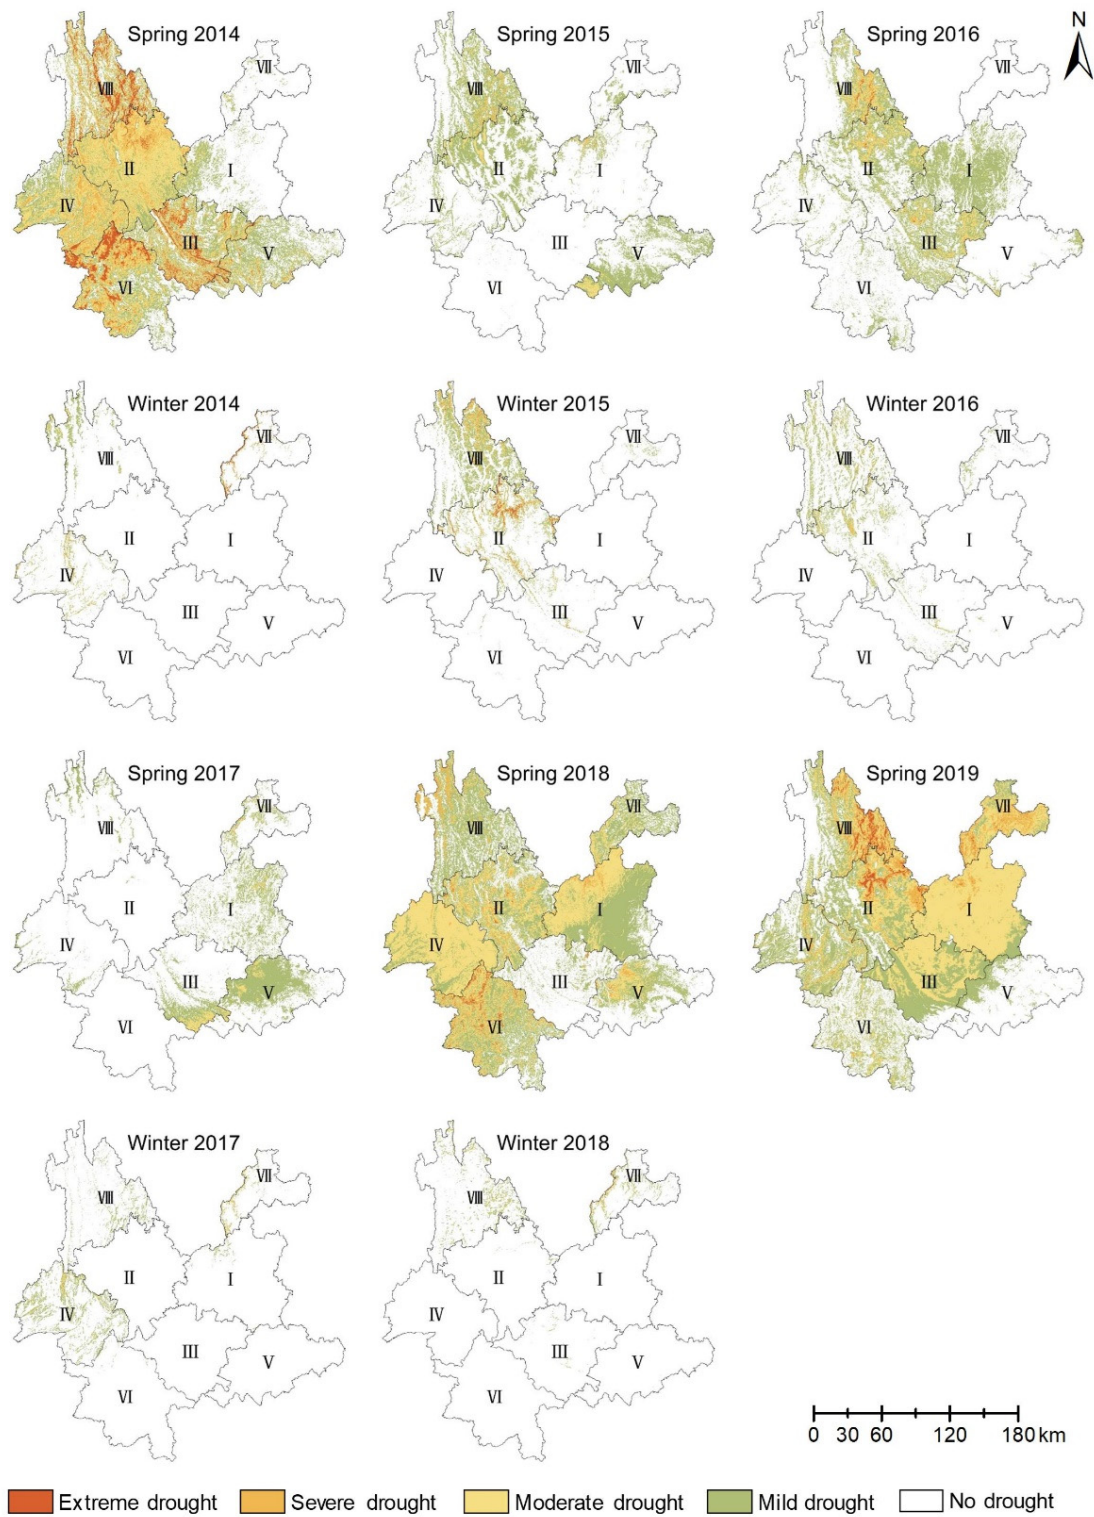 Spring 2014
Spring 2015
Spring 2016
N
VIII
VII
II
I
IV
III
V
VI
VIII
VII
II
I
IV
III
V
VI
VIII
VII
II
I
IV
III
V
VI
Winter 2014
Winter 2015
Winter 2016
VIII
VII
II
I
IV
III
V
VI
VIII
VII
II
I
IV
III
V
VI
VIII
VII
II
I
IV
III
V
VI
Spring 2017
Spring 2018
Spring 2019
VIII
VII
II
I
IV
III
V
VI
VIII
VII
II
I
IV
III
V
VI
VIII
VII
II
I
IV
III
V
VI
Winter 2017
Winter 2018
VIII
VII
II
I
IV
III
V
VI
VIII
VII
II
I
IV
III
V
VI
0 30 60 180 km
Extreme drought Severe drought Moderate drought Mild drought No drought